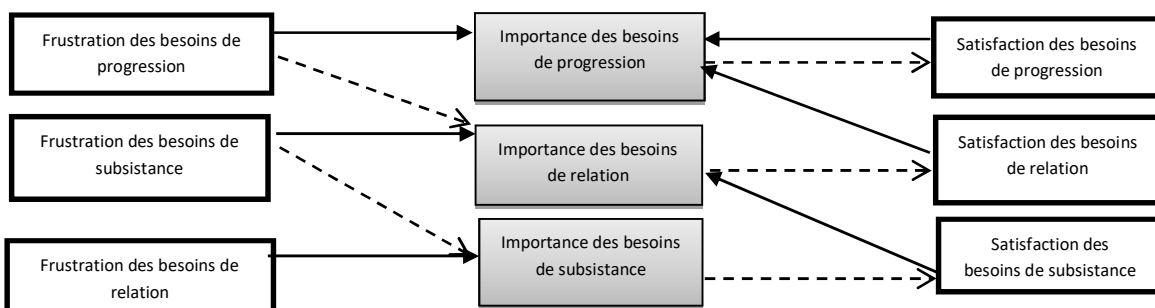 Frustration des besoins de
progression
Importance des besoins
de progression
Satisfaction des besoins
de progression
Frustration des besoins de
subsistance
Importance des besoins
de relation
Satisfaction des besoins
de relation
Frustration des besoins de
relation
Importance des besoins
de subsistance
Satisfaction des
besoins de subsistance